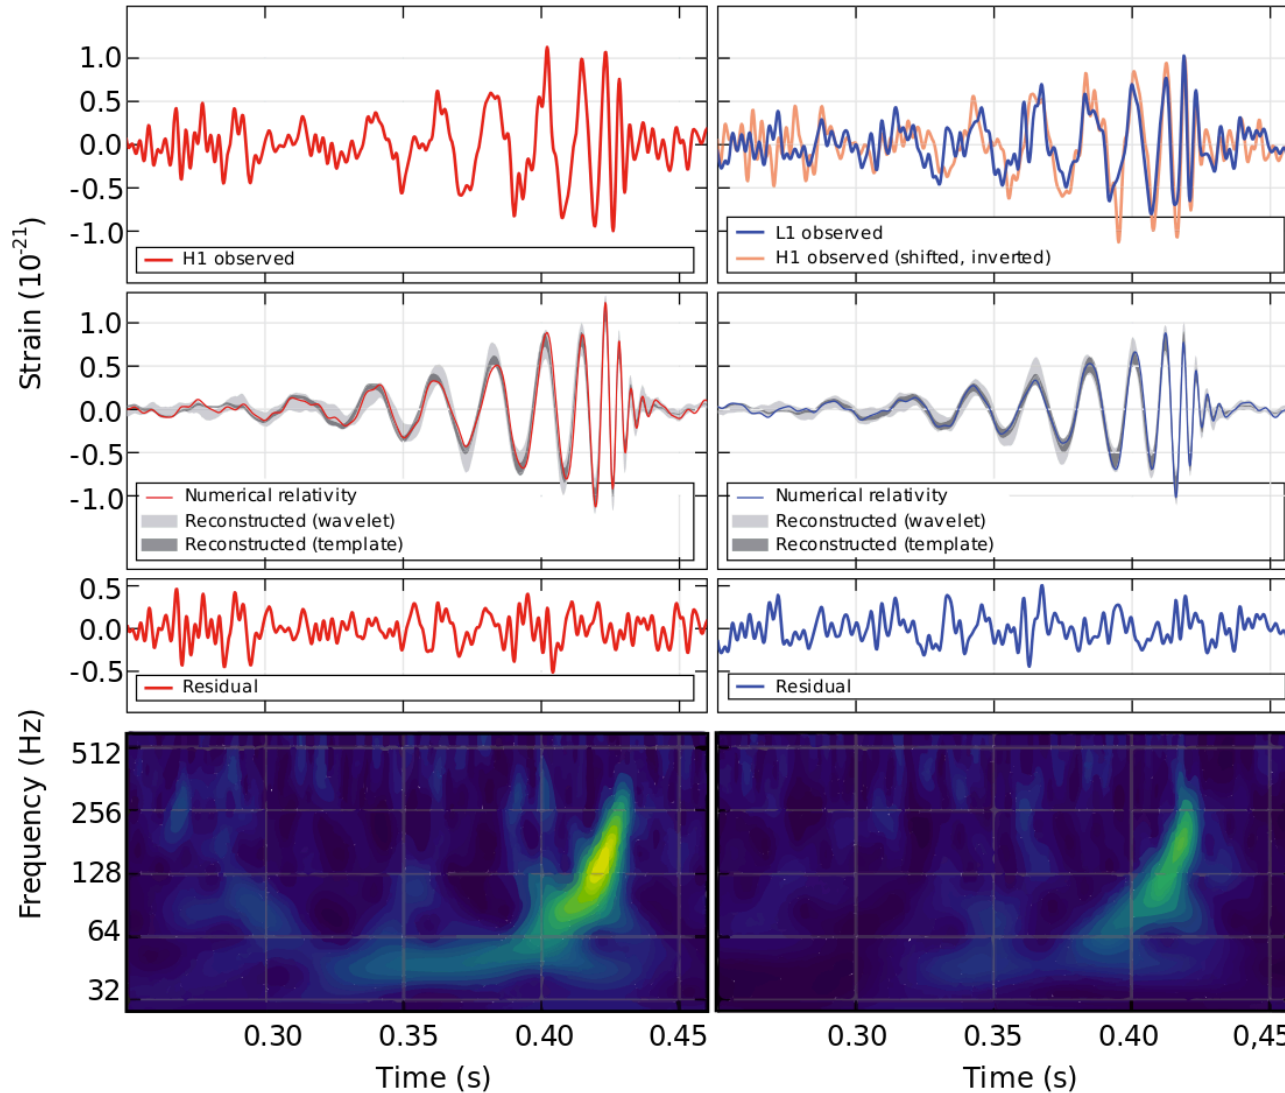 Strain (10⁻²¹)
1.0
0.5
0.0
-0.5
-1.0
H1 observed
L1 observed
H1 observed (shifted, inverted)
1.0
0.5
0.0
-0.5
-1.0
Numerical relativity
Reconstructed (wavelet)
Reconstructed (template)
Numerical relativity
Reconstructed (wavelet)
Reconstructed (template)
0.5
0.0
-0.5
Residual
Residual
Frequency (Hz)
512
256
128
64
32
0.30 0.35 0.40 0.45 0.30 0.35 0.40 0,45
Time (s) Time (s)